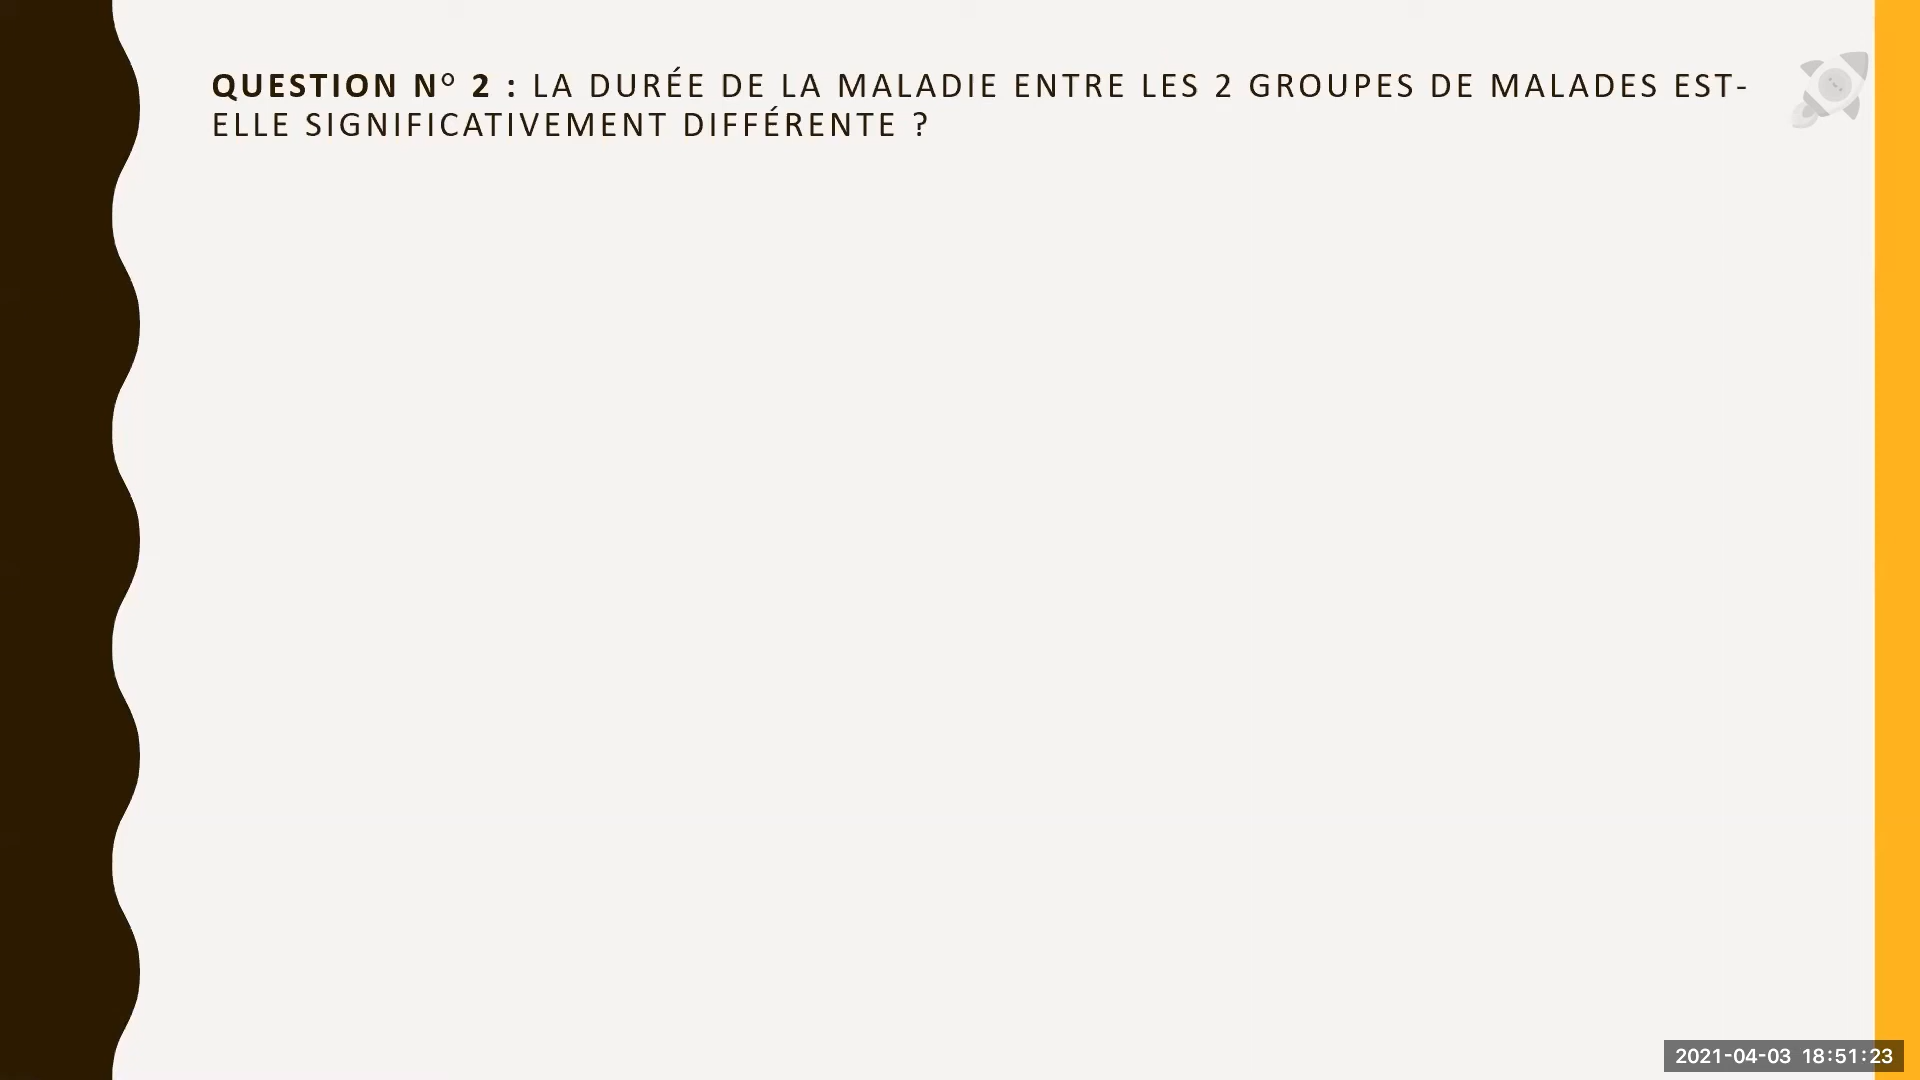 QUESTION N° 2 : LA DURÉE DE LA MALADIE ENTRE LES 2 GROUPES DE MALADES EST-
ELLE SIGNIFICATIVEMENT DIFFÉRENTE ?
2021-04-03 18:51:23